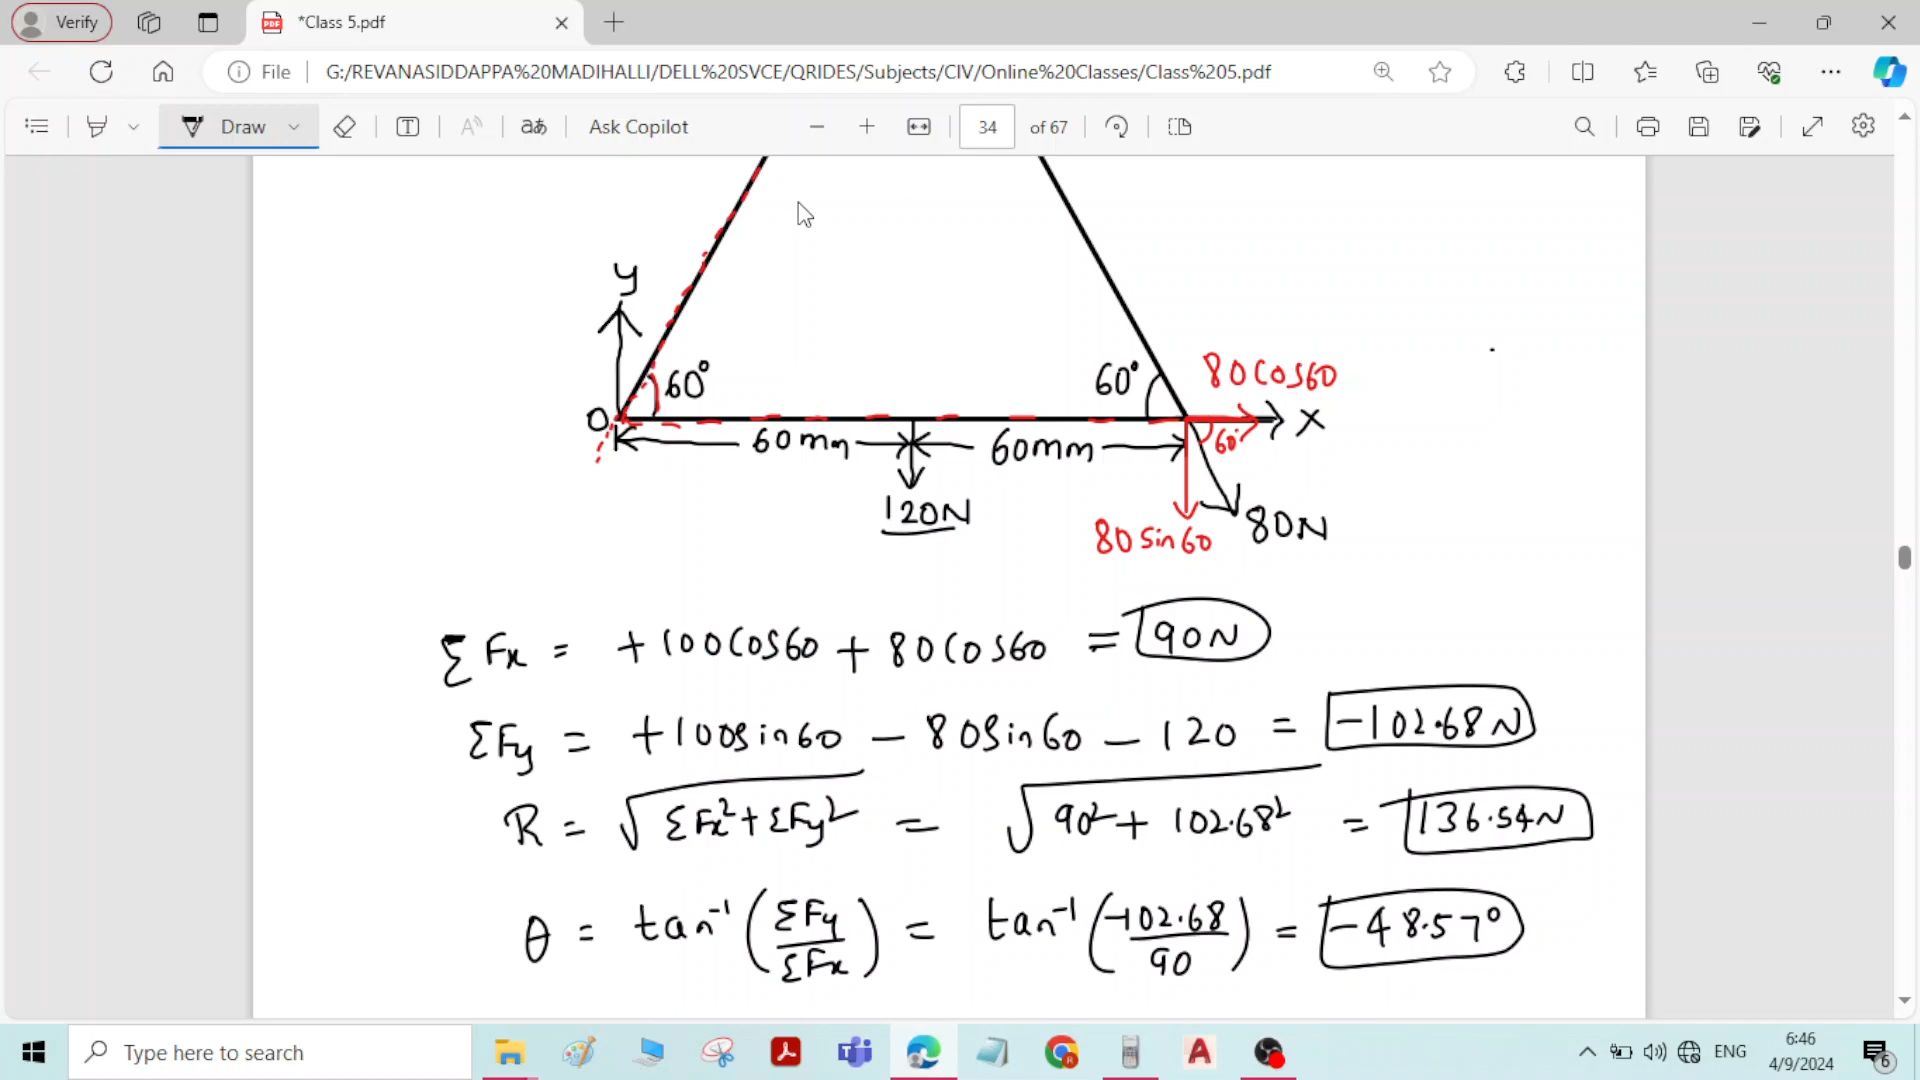 Verify
*Class 5.pdf
File
G:/REVANASIDDAPPA%20MADIHALLI/DELL%20SVCE/QRIDES/Subjects/CIV/Online%20Classes/Class%205.pdf
Draw
Ask Copilot
34 of 67
y
60°
60°
80cos60
O
x
60mm
60mm
60°
120N
80sin60
80N
ΣFx = +100cos60 + 80cos60 = 90N
ΣFy = +100sin60 - 80sin60 - 120 = -102.68N
R = √ΣFx²+ΣFy² = √90²+102.68² = 136.54N
θ = tan⁻¹(ΣFy/ΣFx) = tan⁻¹(-102.68/90) = -48.57°
Type here to search
ENG
6:46
4/9/2024
6